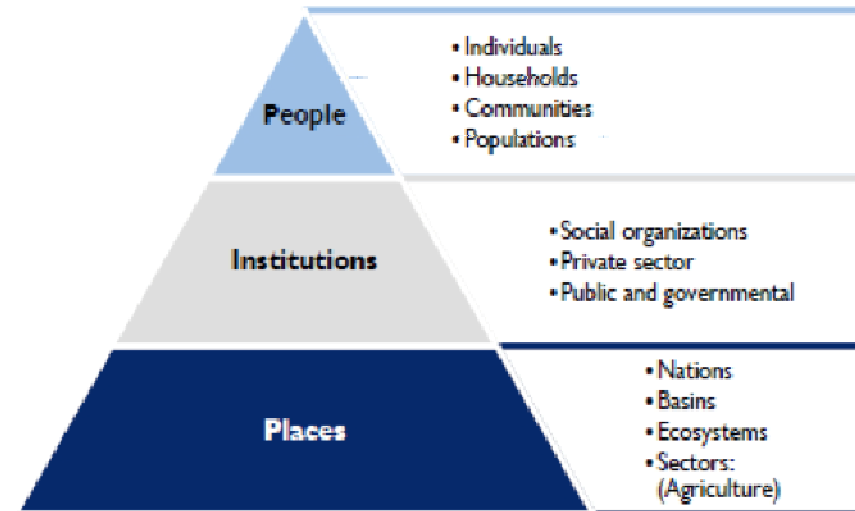 People
• Individuals
• Households
• Communities
• Populations
Institutions
• Social organizations
• Private sector
• Public and governmental
Places
• Nations
• Basins
• Ecosystems
• Sectors:
(Agriculture)